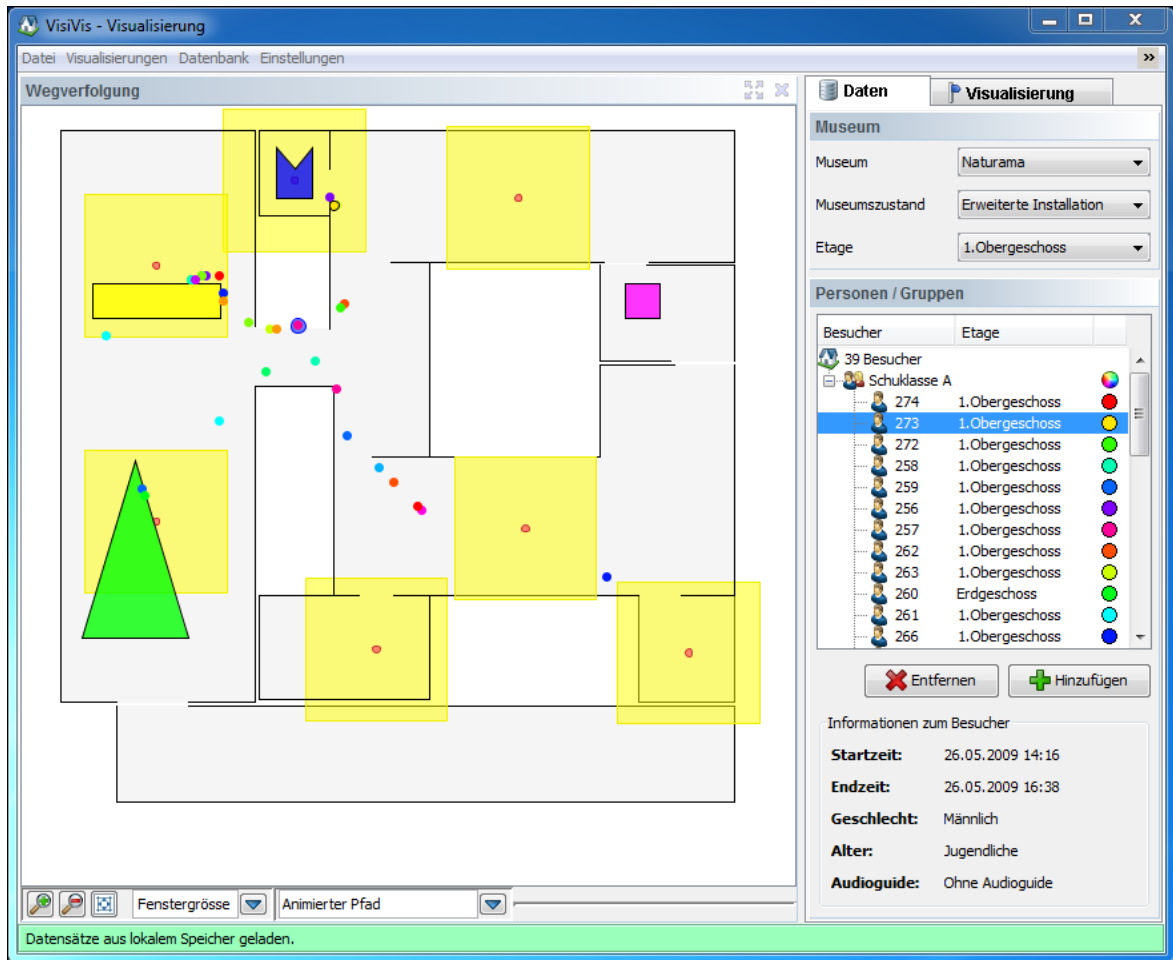 VisiVis - Visualisierung
Datei Visualisierungen Datenbank Einstellungen »
Wegverfolgung
Daten
Visualisierung
Museum
Museum Naturama
Museumszustand Erweiterte Installation
Etage 1.Obergeschoss
Personen / Gruppen
Besucher Etage
39 Besucher
Schuklasse A
274 1.Obergeschoss
273 1.Obergeschoss
272 1.Obergeschoss
258 1.Obergeschoss
259 1.Obergeschoss
256 1.Obergeschoss
257 1.Obergeschoss
262 1.Obergeschoss
263 1.Obergeschoss
260 Erdgeschoss
261 1.Obergeschoss
266 1.Obergeschoss
Entfernen Hinzufügen
Informationen zum Besucher
Startzeit: 26.05.2009 14:16
Endzeit: 26.05.2009 16:38
Geschlecht: Männlich
Alter: Jugendliche
Audioguide: Ohne Audioguide
Fenstergrösse Animierter Pfad
Datensätze aus lokalem Speicher geladen.